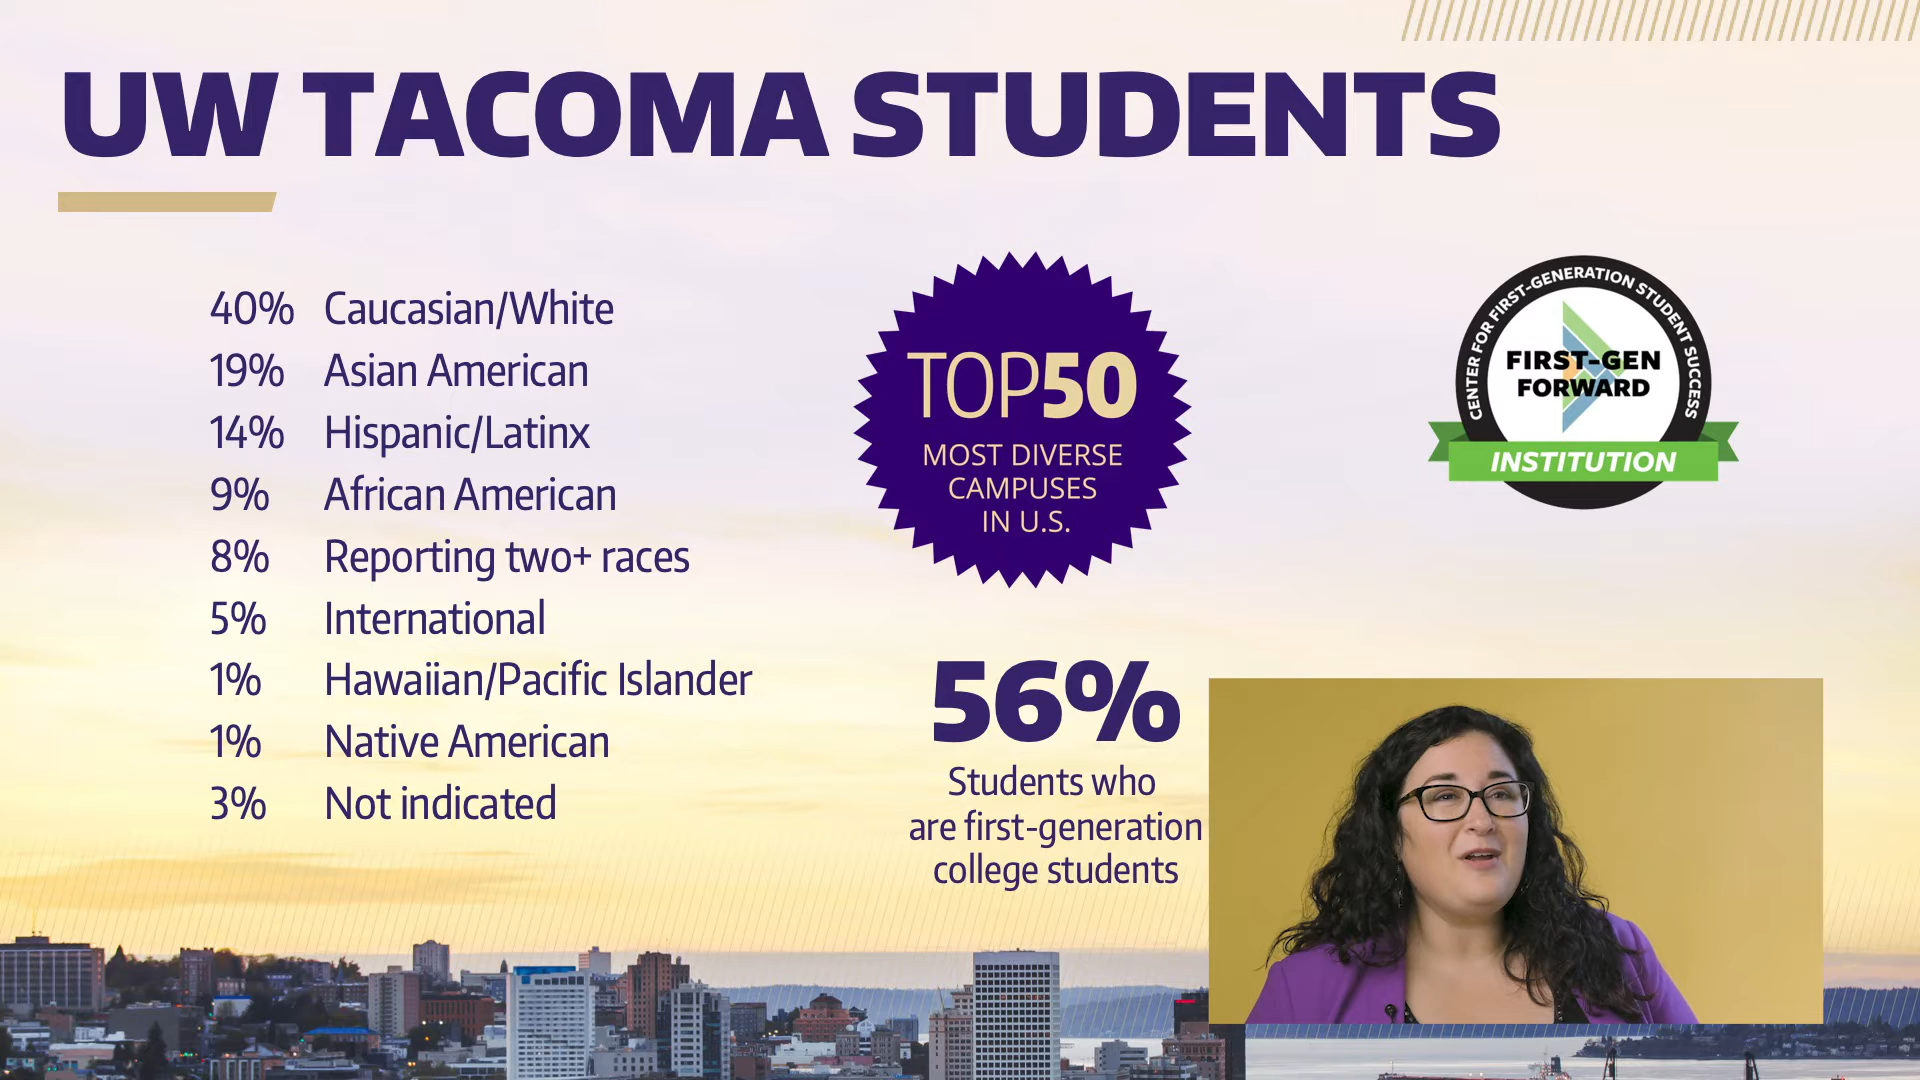 UW TACOMA STUDENTS
40% Caucasian/White
19% Asian American
14% Hispanic/Latinx
9% African American
8% Reporting two+ races
5% International
1% Hawaiian/Pacific Islander
1% Native American
3% Not indicated
TOP50
MOST DIVERSE
CAMPUSES
IN U.S.
56%
Students who
are first-generation
college students
CENTER FOR FIRST-GENERATION STUDENT SUCCESS
FIRST-GEN
FORWARD
INSTITUTION